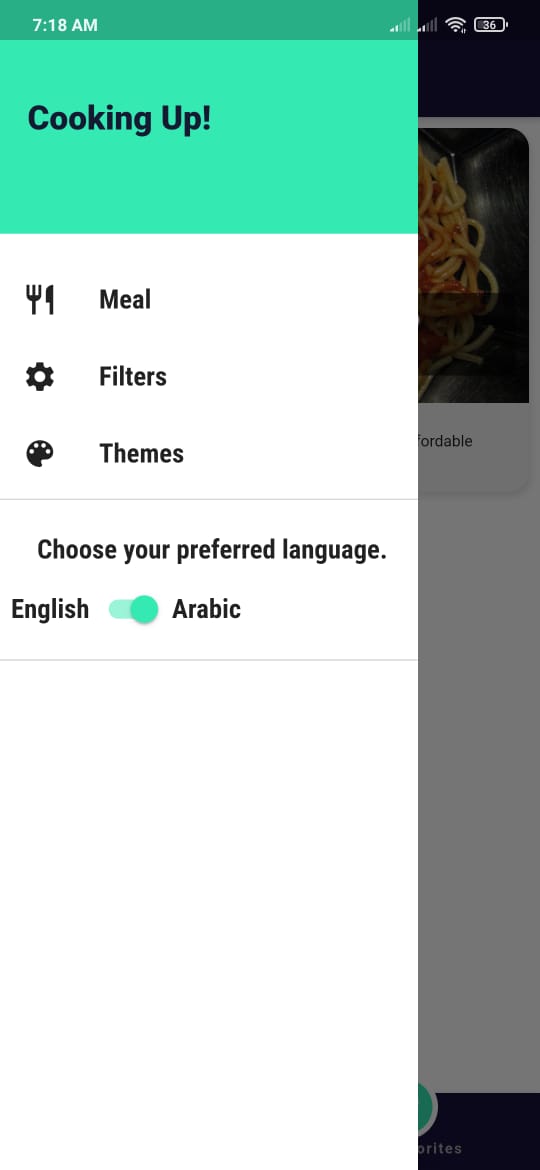 7:18 AM
36
Cooking Up!
Meal
Filters
Themes
fordable
Choose your preferred language.
English Arabic
orites